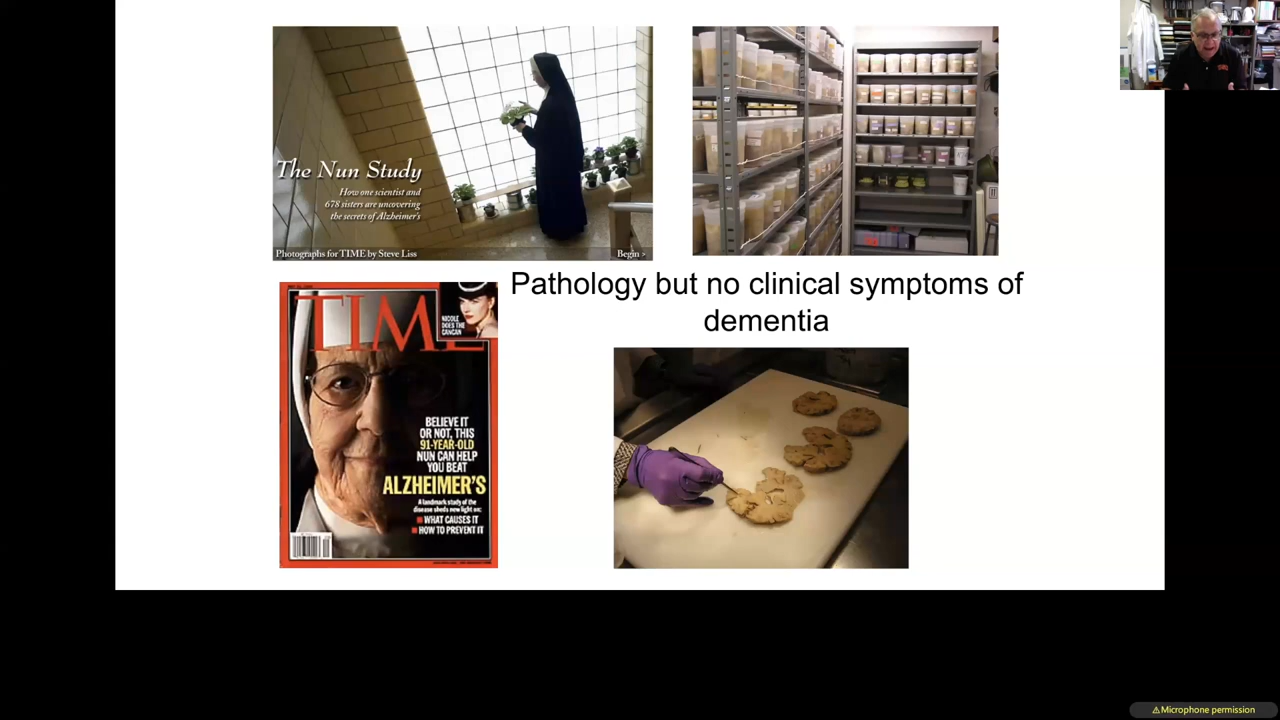 The Nun Study
How one scientist and
678 sisters are uncovering
the secrets of Alzheimer's
Photographs for TIME by Steve Liss
Begin >
Pathology but no clinical symptoms of
dementia
TIME
NICOLE
DOES THE
CANCAN
BELIEVE IT
OR NOT, THIS
91-YEAR-OLD
NUN CAN HELP
YOU BEAT
ALZHEIMER'S
A landmark study of the
disease sheds new light on:
WHAT CAUSES IT
HOW TO PREVENT IT
⚠Microphone permission